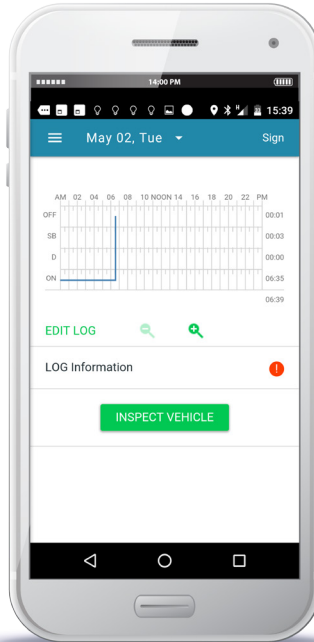 14:00 PM
H 15:39
May 02, Tue Sign
AM 02 04 06 08 10 NOON 14 16 18 20 22 PM
OFF 00:01
SB 00:03
D 00:00
ON 06:35
06:39
EDIT LOG
LOG Information
INSPECT VEHICLE